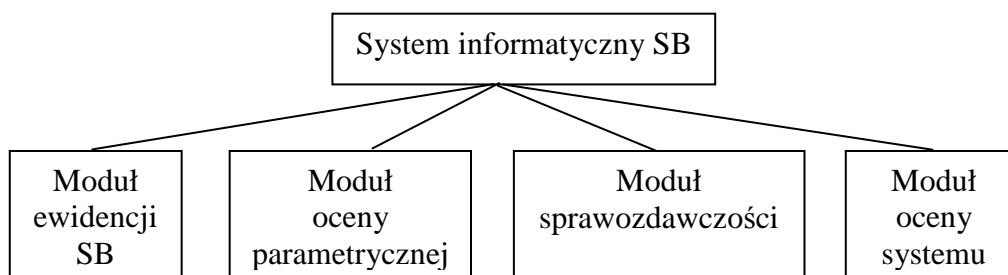 System informatyczny SB
Moduł
ewidencji
SB
Moduł
oceny
parametrycznej
Moduł
sprawozdawczości
Moduł
oceny
systemu